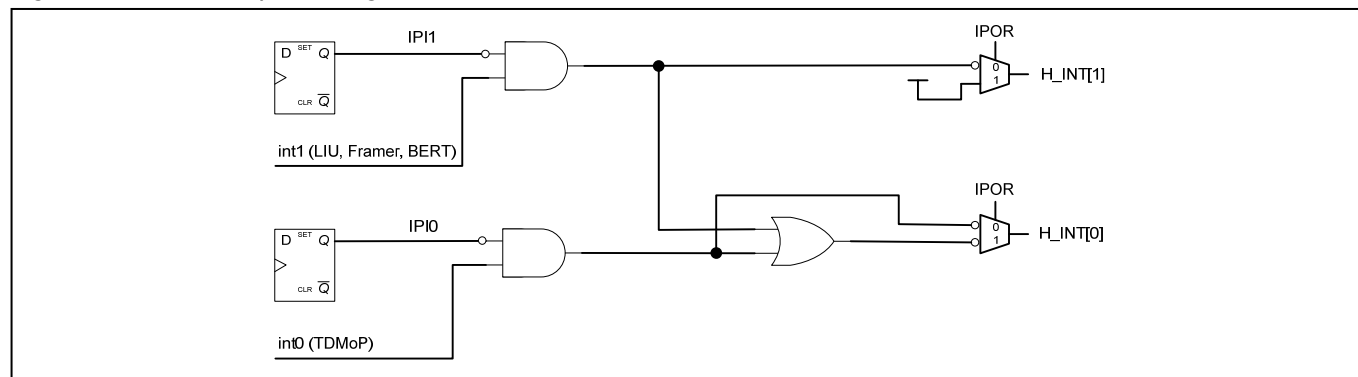 IPI1
D SET Q
CLR Q
int1 (LIU, Framer, BERT)
IPOR
0
1
H_INT[1]
IPI0
D SET Q
CLR Q
int0 (TDMoP)
IPOR
0
1
H_INT[0]